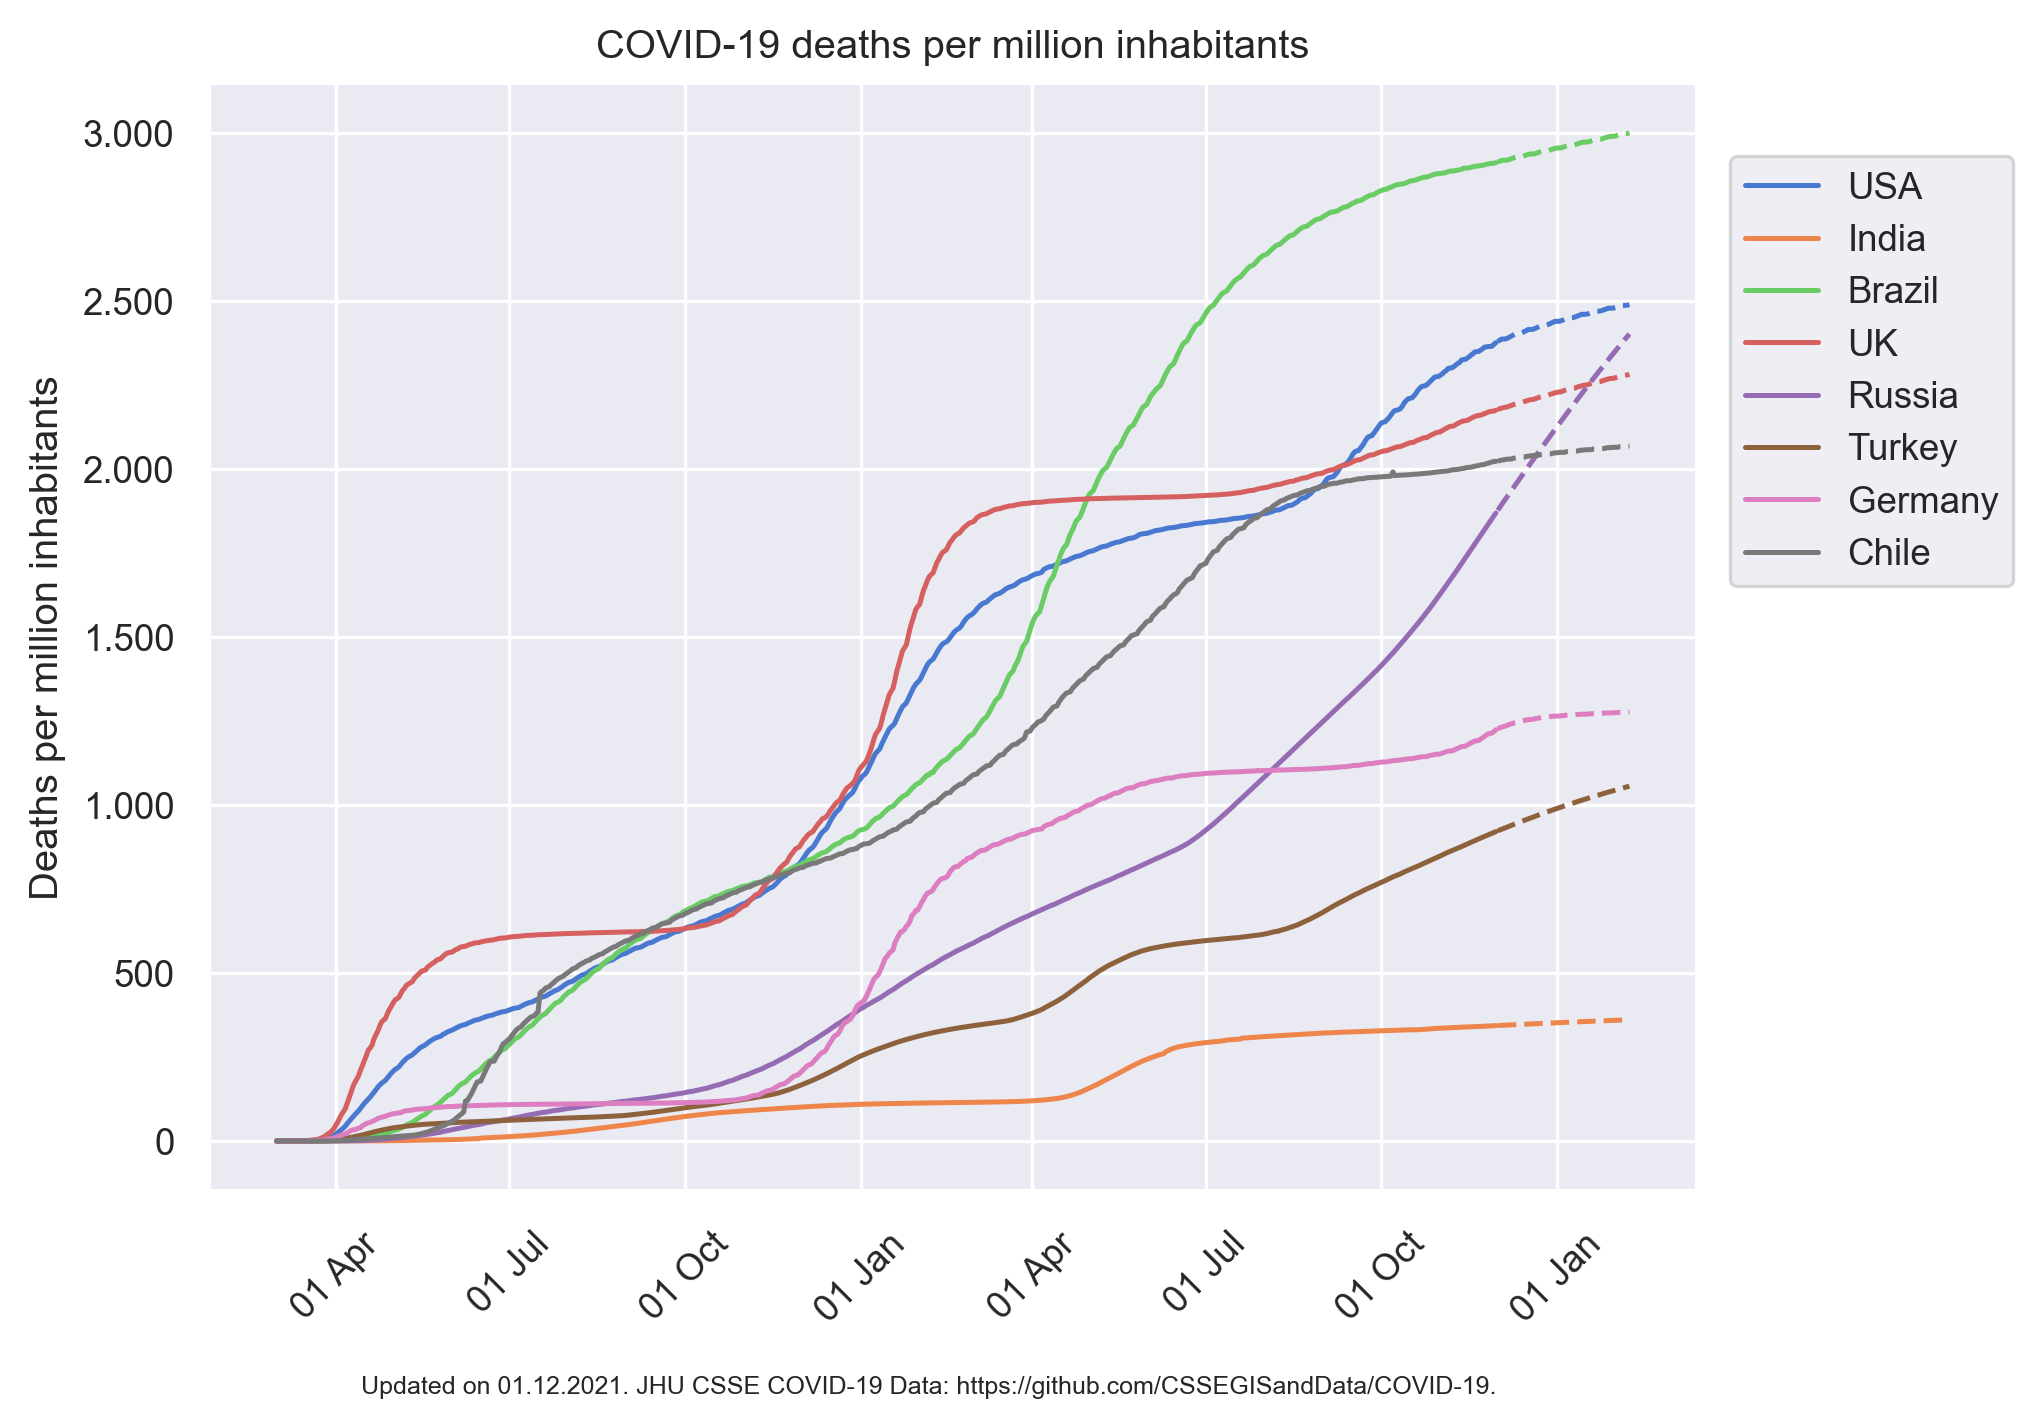 COVID-19 deaths per million inhabitants
Deaths per million inhabitants
3.000
2.500
2.000
1.500
1.000
500
0
USA
India
Brazil
UK
Russia
Turkey
Germany
Chile
01 Apr
01 Jul
01 Oct
01 Jan
01 Apr
01 Jul
01 Oct
01 Jan
Updated on 01.12.2021. JHU CSSE COVID-19 Data: https://github.com/CSSEGISandData/COVID-19.